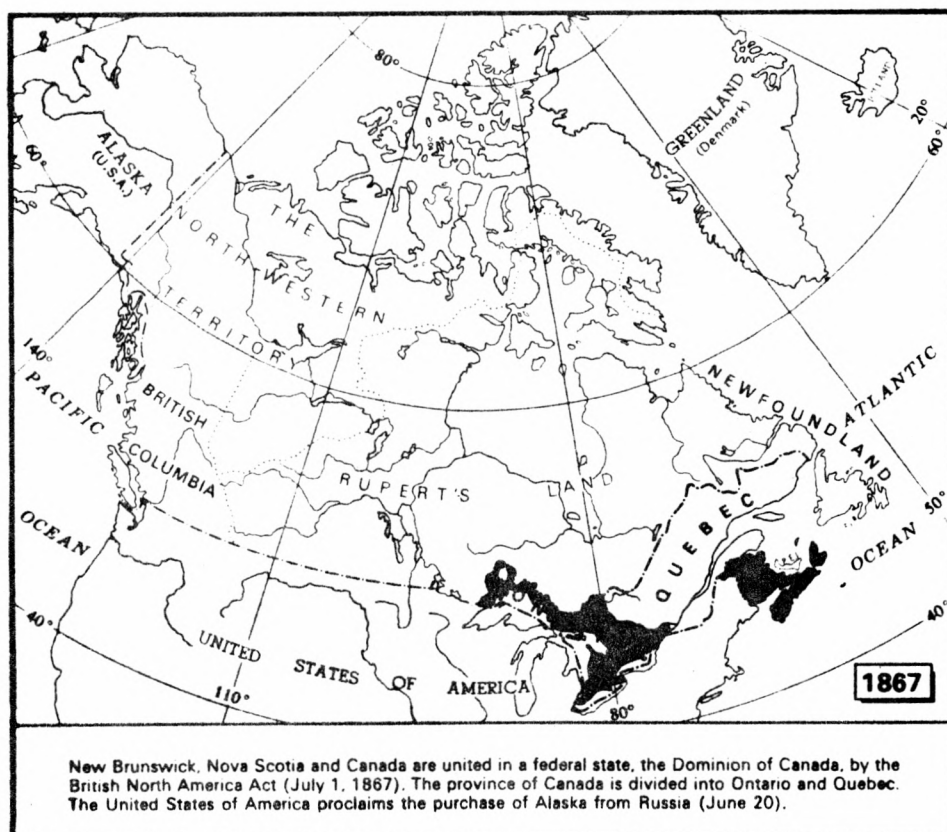 80°
GREENLAND
(Denmark)
20°
60°
ALASKA
(U.S.A.)
60°
THE
NORTH-WESTERN
TERRITORY
140°
PACIFIC
OCEAN
BRITISH
COLUMBIA
RUPERT'S LAND
NEWFOUNDLAND
ATLANTIC
OCEAN
50°
QUEBEC
40°
40°
UNITED STATES OF AMERICA
110°
80°
1867
New Brunswick, Nova Scotia and Canada are united in a federal state, the Dominion of Canada, by the
British North America Act (July 1, 1867). The province of Canada is divided into Ontario and Quebec.
The United States of America proclaims the purchase of Alaska from Russia (June 20).